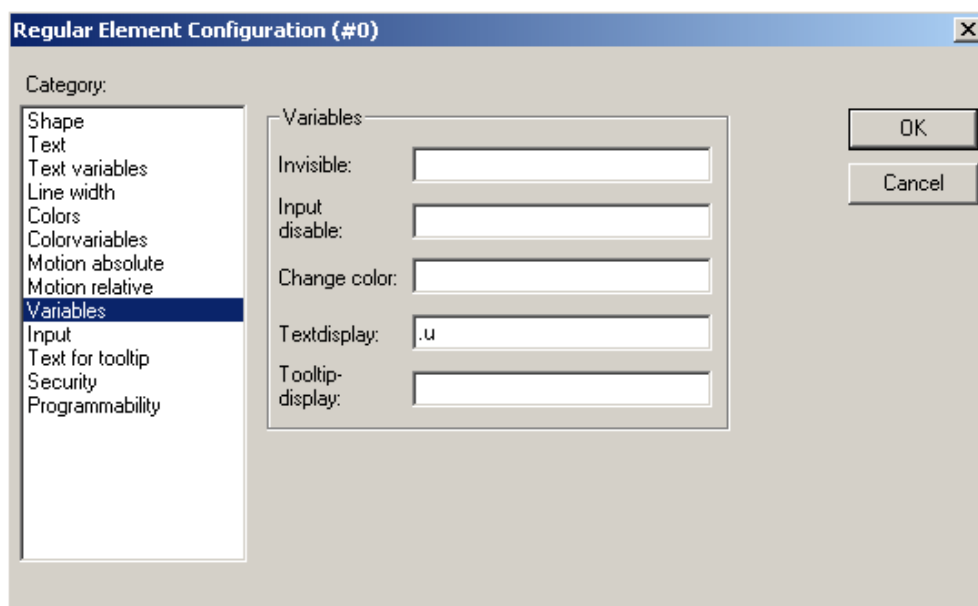 Regular Element Configuration (#0)
Category:
Shape
Text
Text variables
Line width
Colors
Colorvariables
Motion absolute
Motion relative
Variables
Input
Text for tooltip
Security
Programmability
Variables
Invisible:
Input
disable:
Change color:
Textdisplay: .u
Tooltip-
display:
OK
Cancel